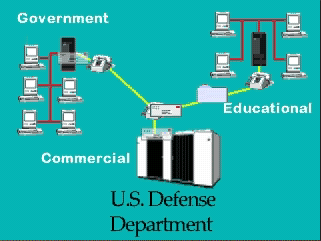 Government
Educational
Commercial
U.S. Defense
Department